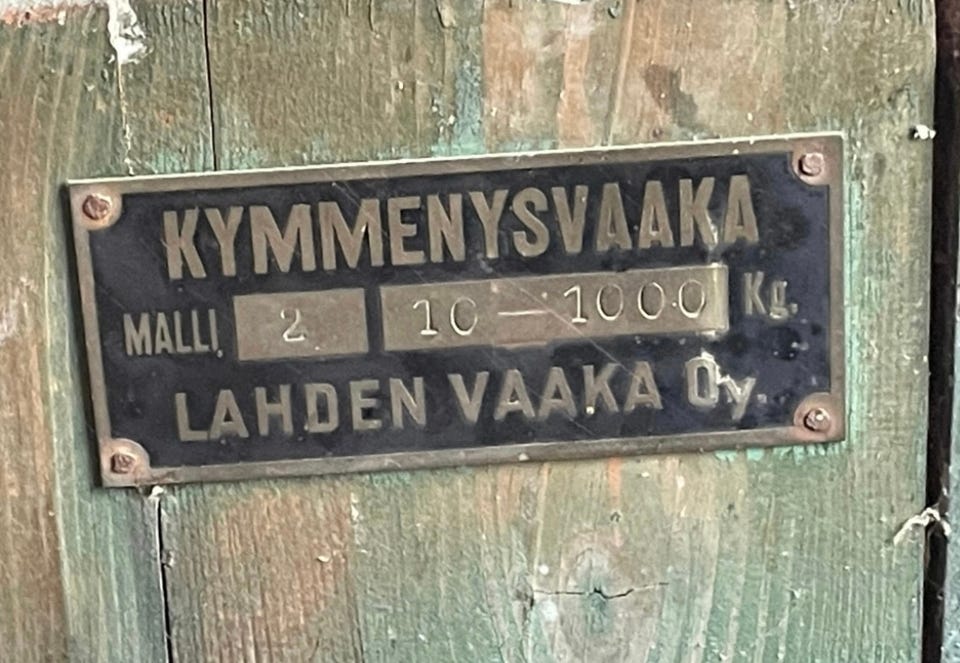 KYMMENYSVAAKA
MALLI 2 10 — 1000 Kg.
LAHDEN VAAKA Oy.